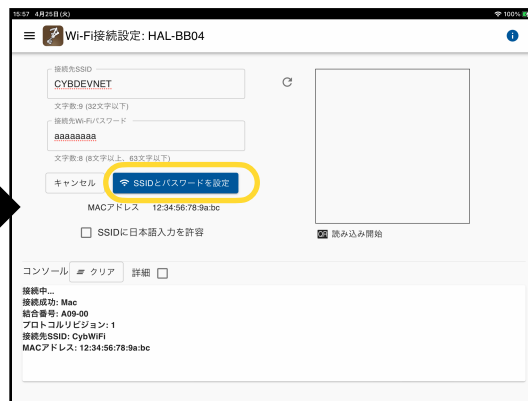 15:57 4月25日(火)
100%
Wi-Fi接続設定: HAL-BB04
接続先SSID
CYBDEVNET
文字数:9 (32文字以下)
接続先Wi-Fiパスワード
aaaaaaaa
文字数:8 (8文字以上、63文字以下)
キャンセル
SSIDとパスワードを設定
MACアドレス 12:34:56:78:9a:bc
SSIDに日本語入力を許容
QR 読み込み開始
コンソール
クリア
詳細
接続中...
接続成功: Mac
結合番号: A09-00
プロトコルリビジョン: 1
接続先SSID: CybWiFi
MACアドレス: 12:34:56:78:9a:bc